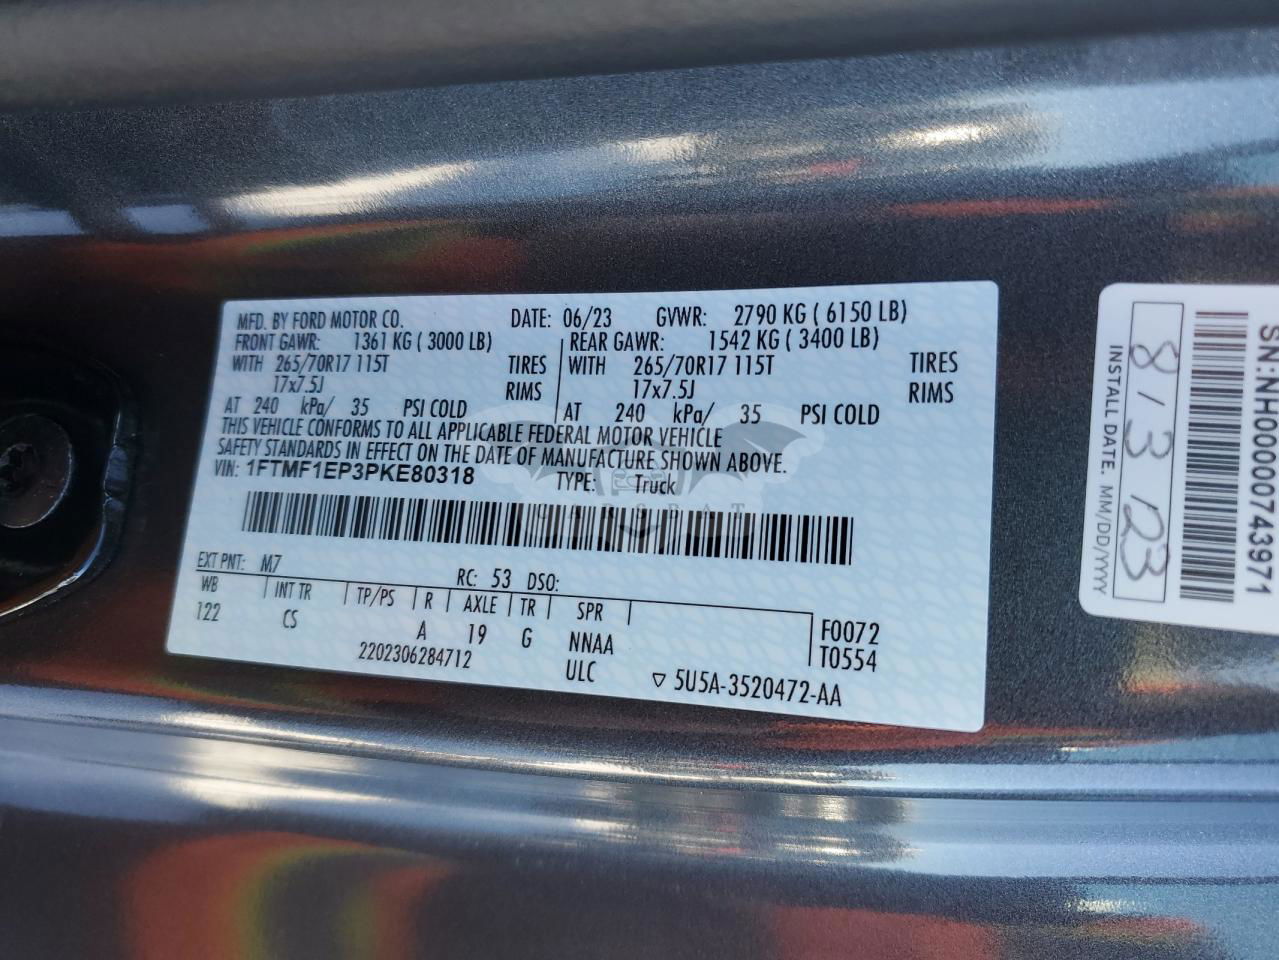 MFD. BY FORD MOTOR CO. DATE: 06/23 GVWR: 2790 KG ( 6150 LB)
FRONT GAWR: 1361 KG ( 3000 LB) REAR GAWR: 1542 KG ( 3400 LB)
WITH 265/70R17 115T TIRES WITH 265/70R17 115T TIRES
17x7.5J RIMS 17x7.5J RIMS
AT 240 kPa/ 35 PSI COLD AT 240 kPa/ 35 PSI COLD
THIS VEHICLE CONFORMS TO ALL APPLICABLE FEDERAL MOTOR VEHICLE
SAFETY STANDARDS IN EFFECT ON THE DATE OF MANUFACTURE SHOWN ABOVE.
VIN: 1FTMF1EP3PKE80318 TYPE: Truck
CARSBAT
EXT PNT: M7 RC: 53 DSO:
WB INT TR TP/PS R AXLE TR SPR
122 CS A 19 G NNAA F0072
2202306284712 ULC T0554
▽ 5U5A-3520472-AA
INSTALL DATE. MM/DD/YYYY
8/3 23
SN:NH0000000743971